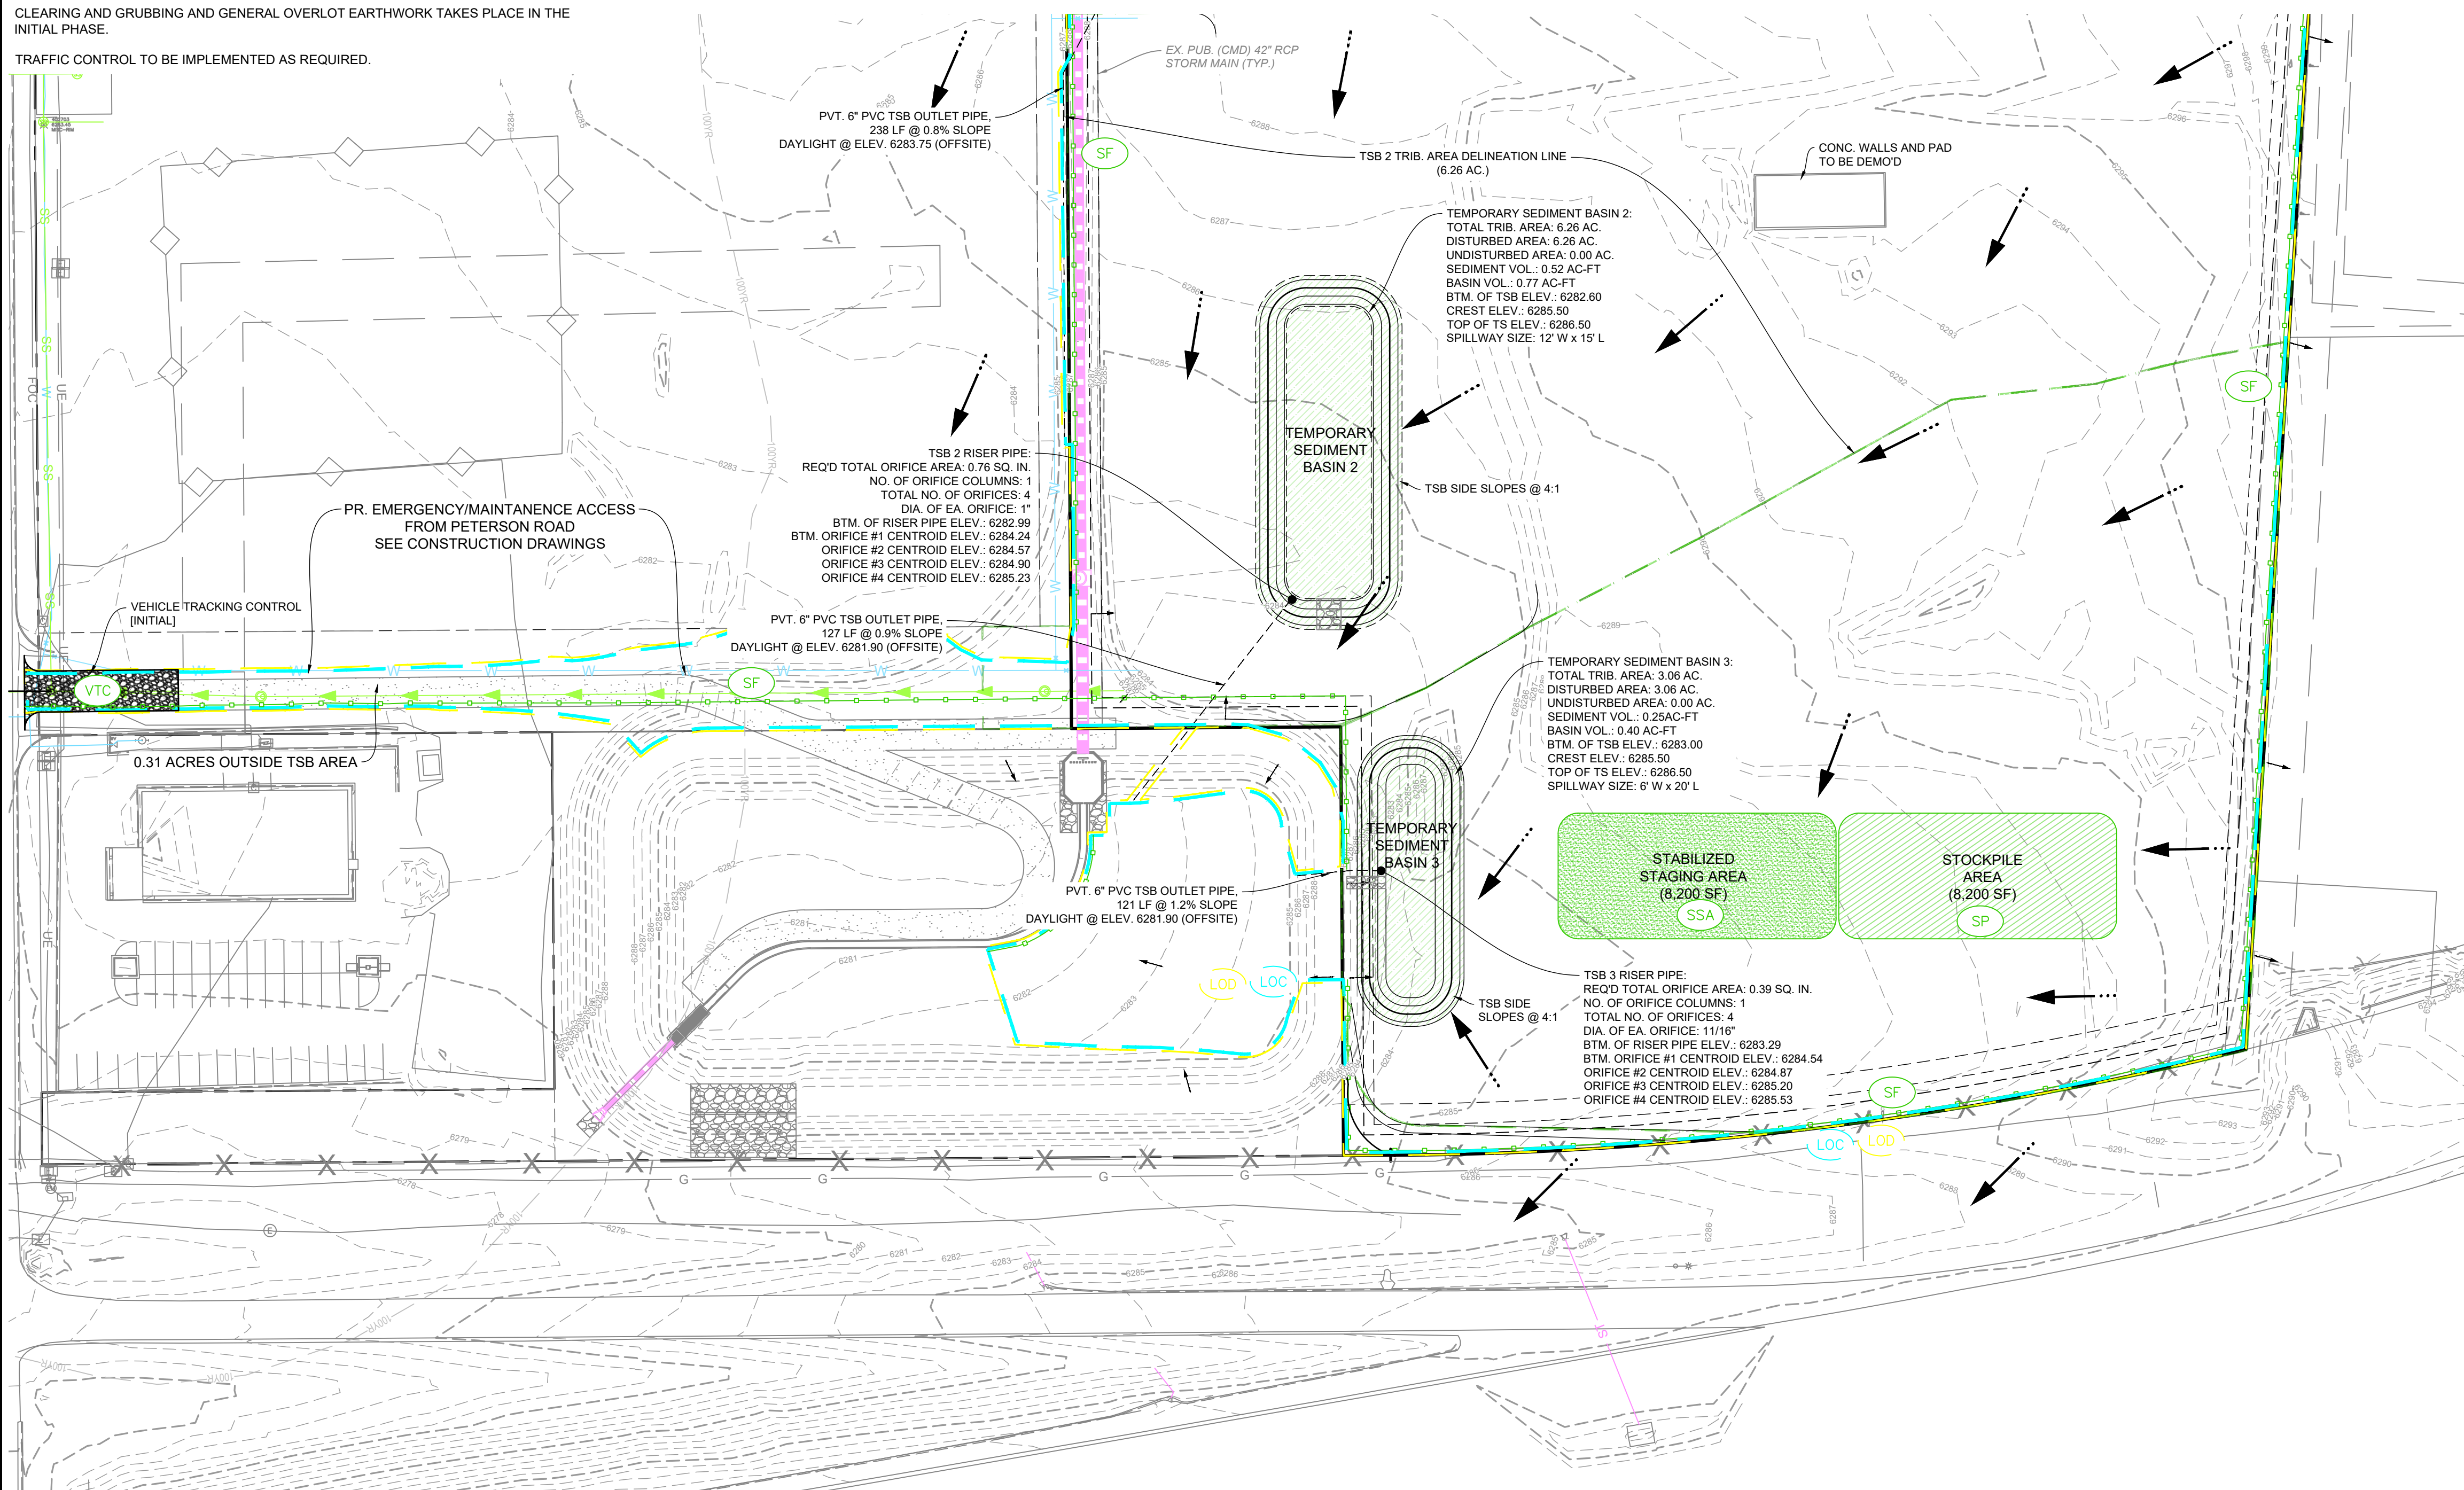 CLEARING AND GRUBBING AND GENERAL OVERLOT EARTHWORK TAKES PLACE IN THE
INITIAL PHASE.
TRAFFIC CONTROL TO BE IMPLEMENTED AS REQUIRED.
EX. PUB. (CMD) 42" RCP
STORM MAIN (TYP.)
PVT. 6" PVC TSB OUTLET PIPE,
238 LF @ 0.8% SLOPE
DAYLIGHT @ ELEV. 6283.75 (OFFSITE)
SF
TSB 2 TRIB. AREA DELINEATION LINE
(6.26 AC.)
CONC. WALLS AND PAD
TO BE DEMO'D
TEMPORARY SEDIMENT BASIN 2:
TOTAL TRIB. AREA: 6.26 AC.
DISTURBED AREA: 6.26 AC.
UNDISTURBED AREA: 0.00 AC.
SEDIMENT VOL.: 0.52 AC-FT
BASIN VOL.: 0.77 AC-FT
BTM. OF TSB ELEV.: 6282.60
CREST ELEV.: 6285.50
TOP OF TS ELEV.: 6286.50
SPILLWAY SIZE: 12' W x 15' L
SF
TEMPORARY
SEDIMENT
BASIN 2
TSB SIDE SLOPES @ 4:1
TSB 2 RISER PIPE:
REQ'D TOTAL ORIFICE AREA: 0.76 SQ. IN.
NO. OF ORIFICE COLUMNS: 1
TOTAL NO. OF ORIFICES: 4
DIA. OF EA. ORIFICE: 1"
BTM. OF RISER PIPE ELEV.: 6282.99
BTM. ORIFICE #1 CENTROID ELEV.: 6284.24
ORIFICE #2 CENTROID ELEV.: 6284.57
ORIFICE #3 CENTROID ELEV.: 6284.90
ORIFICE #4 CENTROID ELEV.: 6285.23
PR. EMERGENCY/MAINTANENCE ACCESS
FROM PETERSON ROAD
SEE CONSTRUCTION DRAWINGS
VEHICLE TRACKING CONTROL
[INITIAL]
PVT. 6" PVC TSB OUTLET PIPE,
127 LF @ 0.9% SLOPE
DAYLIGHT @ ELEV. 6281.90 (OFFSITE)
VTC
SF
0.31 ACRES OUTSIDE TSB AREA
TEMPORARY SEDIMENT BASIN 3:
TOTAL TRIB. AREA: 3.06 AC.
DISTURBED AREA: 3.06 AC.
UNDISTURBED AREA: 0.00 AC.
SEDIMENT VOL.: 0.25AC-FT
BASIN VOL.: 0.40 AC-FT
BTM. OF TSB ELEV.: 6283.00
CREST ELEV.: 6285.50
TOP OF TS ELEV.: 6286.50
SPILLWAY SIZE: 6' W x 20' L
TEMPORARY
SEDIMENT
BASIN 3
STABILIZED
STAGING AREA
(8,200 SF)
SSA
STOCKPILE
AREA
(8,200 SF)
SP
PVT. 6" PVC TSB OUTLET PIPE,
121 LF @ 1.2% SLOPE
DAYLIGHT @ ELEV. 6281.90 (OFFSITE)
LOD
LOC
TSB SIDE
SLOPES @ 4:1
TSB 3 RISER PIPE:
REQ'D TOTAL ORIFICE AREA: 0.39 SQ. IN.
NO. OF ORIFICE COLUMNS: 1
TOTAL NO. OF ORIFICES: 4
DIA. OF EA. ORIFICE: 11/16"
BTM. OF RISER PIPE ELEV.: 6283.29
BTM. ORIFICE #1 CENTROID ELEV.: 6284.54
ORIFICE #2 CENTROID ELEV.: 6284.87
ORIFICE #3 CENTROID ELEV.: 6285.20
ORIFICE #4 CENTROID ELEV.: 6285.53
SF
LOC
LOD